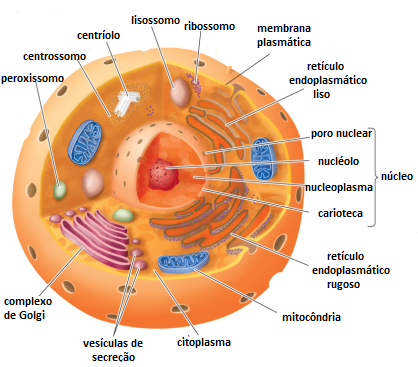 lisossomo
ribossomo
centríolo
membrana
plasmática
centrossomo
peroxissomo
retículo
endoplasmático
liso
poro nuclear
nucléolo
núcleo
nucleoplasma
carioteca
retículo
endoplasmático
rugoso
complexo
de Golgi
mitocôndria
vesículas de
secreção
citoplasma